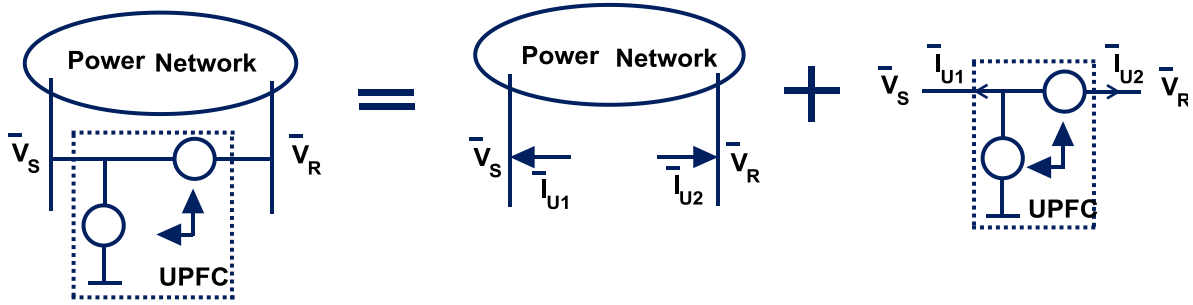 Power Network
V̄S
V̄R
UPFC
=
Power Network
V̄S
ĪU1
ĪU2
V̄R
+
V̄S
ĪU1
ĪU2
V̄R
UPFC